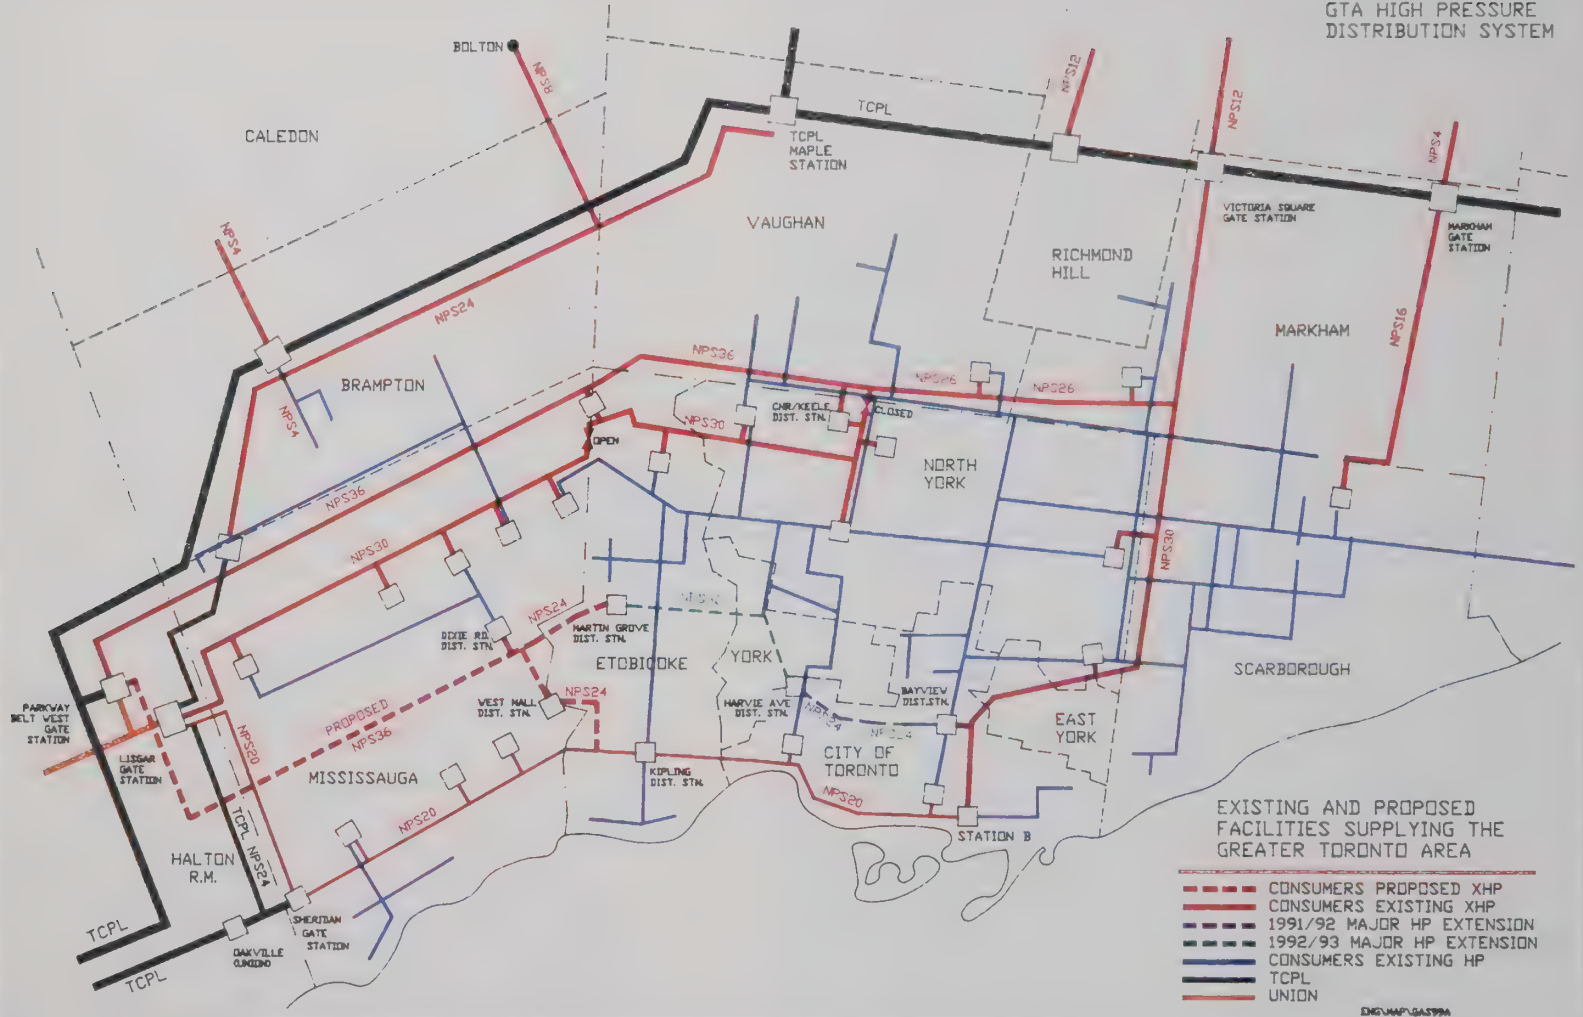 GTA HIGH PRESSURE
DISTRIBUTION SYSTEM
BOLTON
NPS8
NPS12
NPS12
NPS4
TCPL
CALEDON
TCPL
MAPLE
STATION
VAUGHAN
VICTORIA SQUARE
GATE STATION
MARKHAM
GATE
STATION
NPS4
RICHMOND
HILL
NPS24
MARKHAM
NPS16
NPS36
BRAMPTON
NPS26
NPS26
NPS4
CNR/KEELE
DIST. STN.
CLOSED
NPS30
OPEN
NORTH
YORK
NPS36
NPS30
NPS30
NPS24
MARTIN GROVE
DIST. STN.
DIXIE RD.
DIST. STN.
ETOBICOKE
YORK
SCARBOROUGH
WEST MALL
DIST. STN.
NPS24
HARVIE AVE
DIST. STN.
BAYVIEW
DIST.STN.
PARKWAY
BELT WEST
GATE
STATION
PROPOSED
NPS36
NPS24
NPS24
EAST
YORK
NPS20
LISGAR
GATE
STATION
MISSISSAUGA
KIPLING
DIST. STN.
CITY OF
TORONTO
NPS20
NPS20
TCPL NPS24
STATION B
HALTON
R.M.
EXISTING AND PROPOSED
FACILITIES SUPPLYING THE
GREATER TORONTO AREA
CONSUMERS PROPOSED XHP
CONSUMERS EXISTING XHP
1991/92 MAJOR HP EXTENSION
1992/93 MAJOR HP EXTENSION
CONSUMERS EXISTING HP
TCPL
UNION
TCPL
SHERIDAN
GATE
STATION
OAKVILLE
(UNION)
TCPL
ENG\MAP\GAS99A